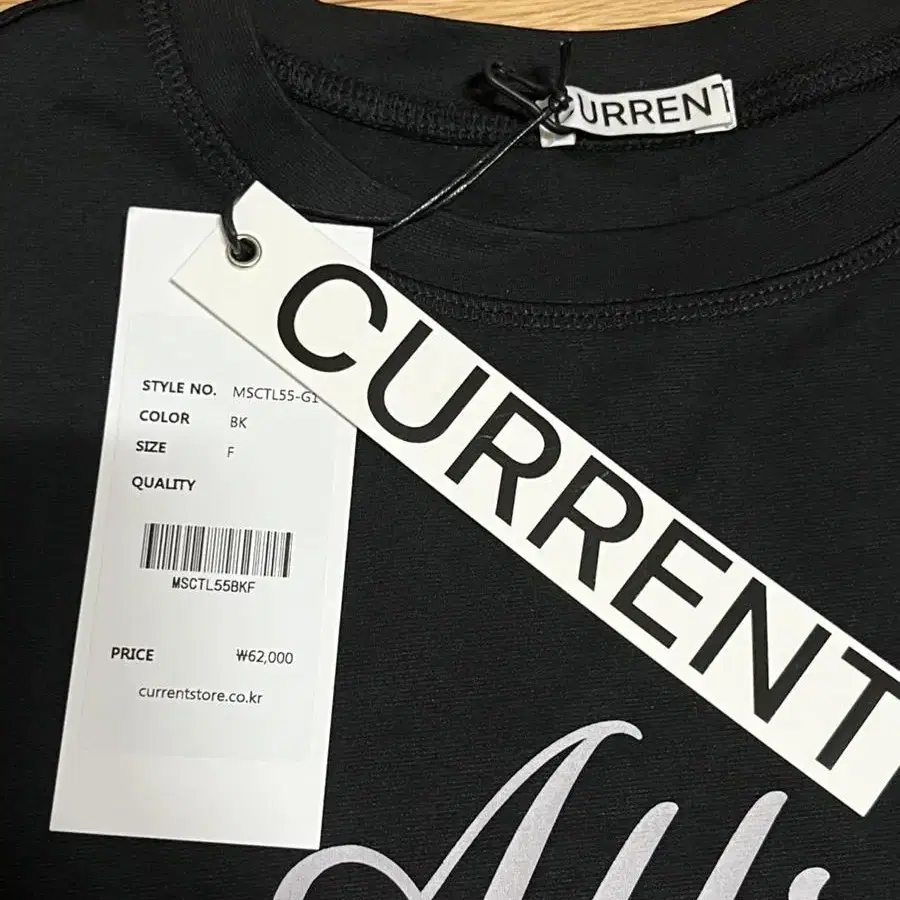 CURRENT
CURRENT
STYLE NO. MSCTL55-G1
COLOR BK
SIZE F
QUALITY
MSCTL55BKF
PRICE ₩62,000
currentstore.co.kr